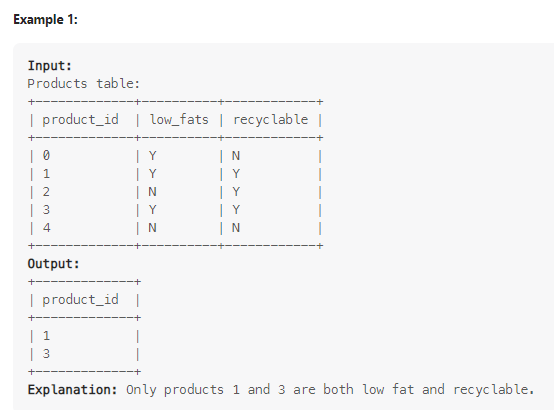 Example 1:
Input:
Products table:
+-------------+----------+------------+
| product_id  | low_fats | recyclable |
+-------------+----------+------------+
| 0           | Y        | N          |
| 1           | Y        | Y          |
| 2           | N        | Y          |
| 3           | Y        | Y          |
| 4           | N        | N          |
+-------------+----------+------------+
Output:
+-------------+
| product_id  |
+-------------+
| 1           |
| 3           |
+-------------+
Explanation: Only products 1 and 3 are both low fat and recyclable.